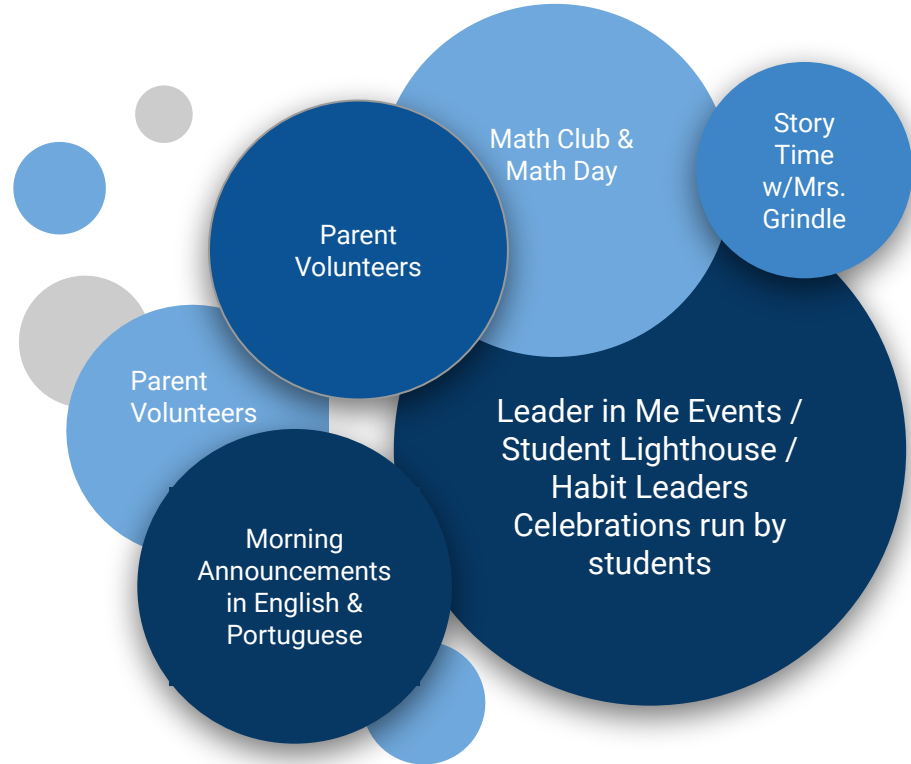 Math Club &
Math Day
Story
Time
w/Mrs.
Grindle
Parent
Volunteers
Parent
Volunteers
Leader in Me Events /
Student Lighthouse /
Habit Leaders
Celebrations run by
students
Morning
Announcements
in English &
Portuguese